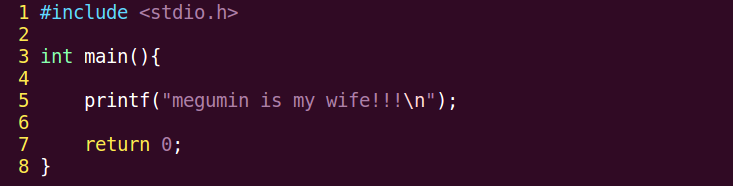 1 #include <stdio.h>
2
3 int main(){
4
5     printf("megumin is my wife!!!\n");
6
7     return 0;
8 }